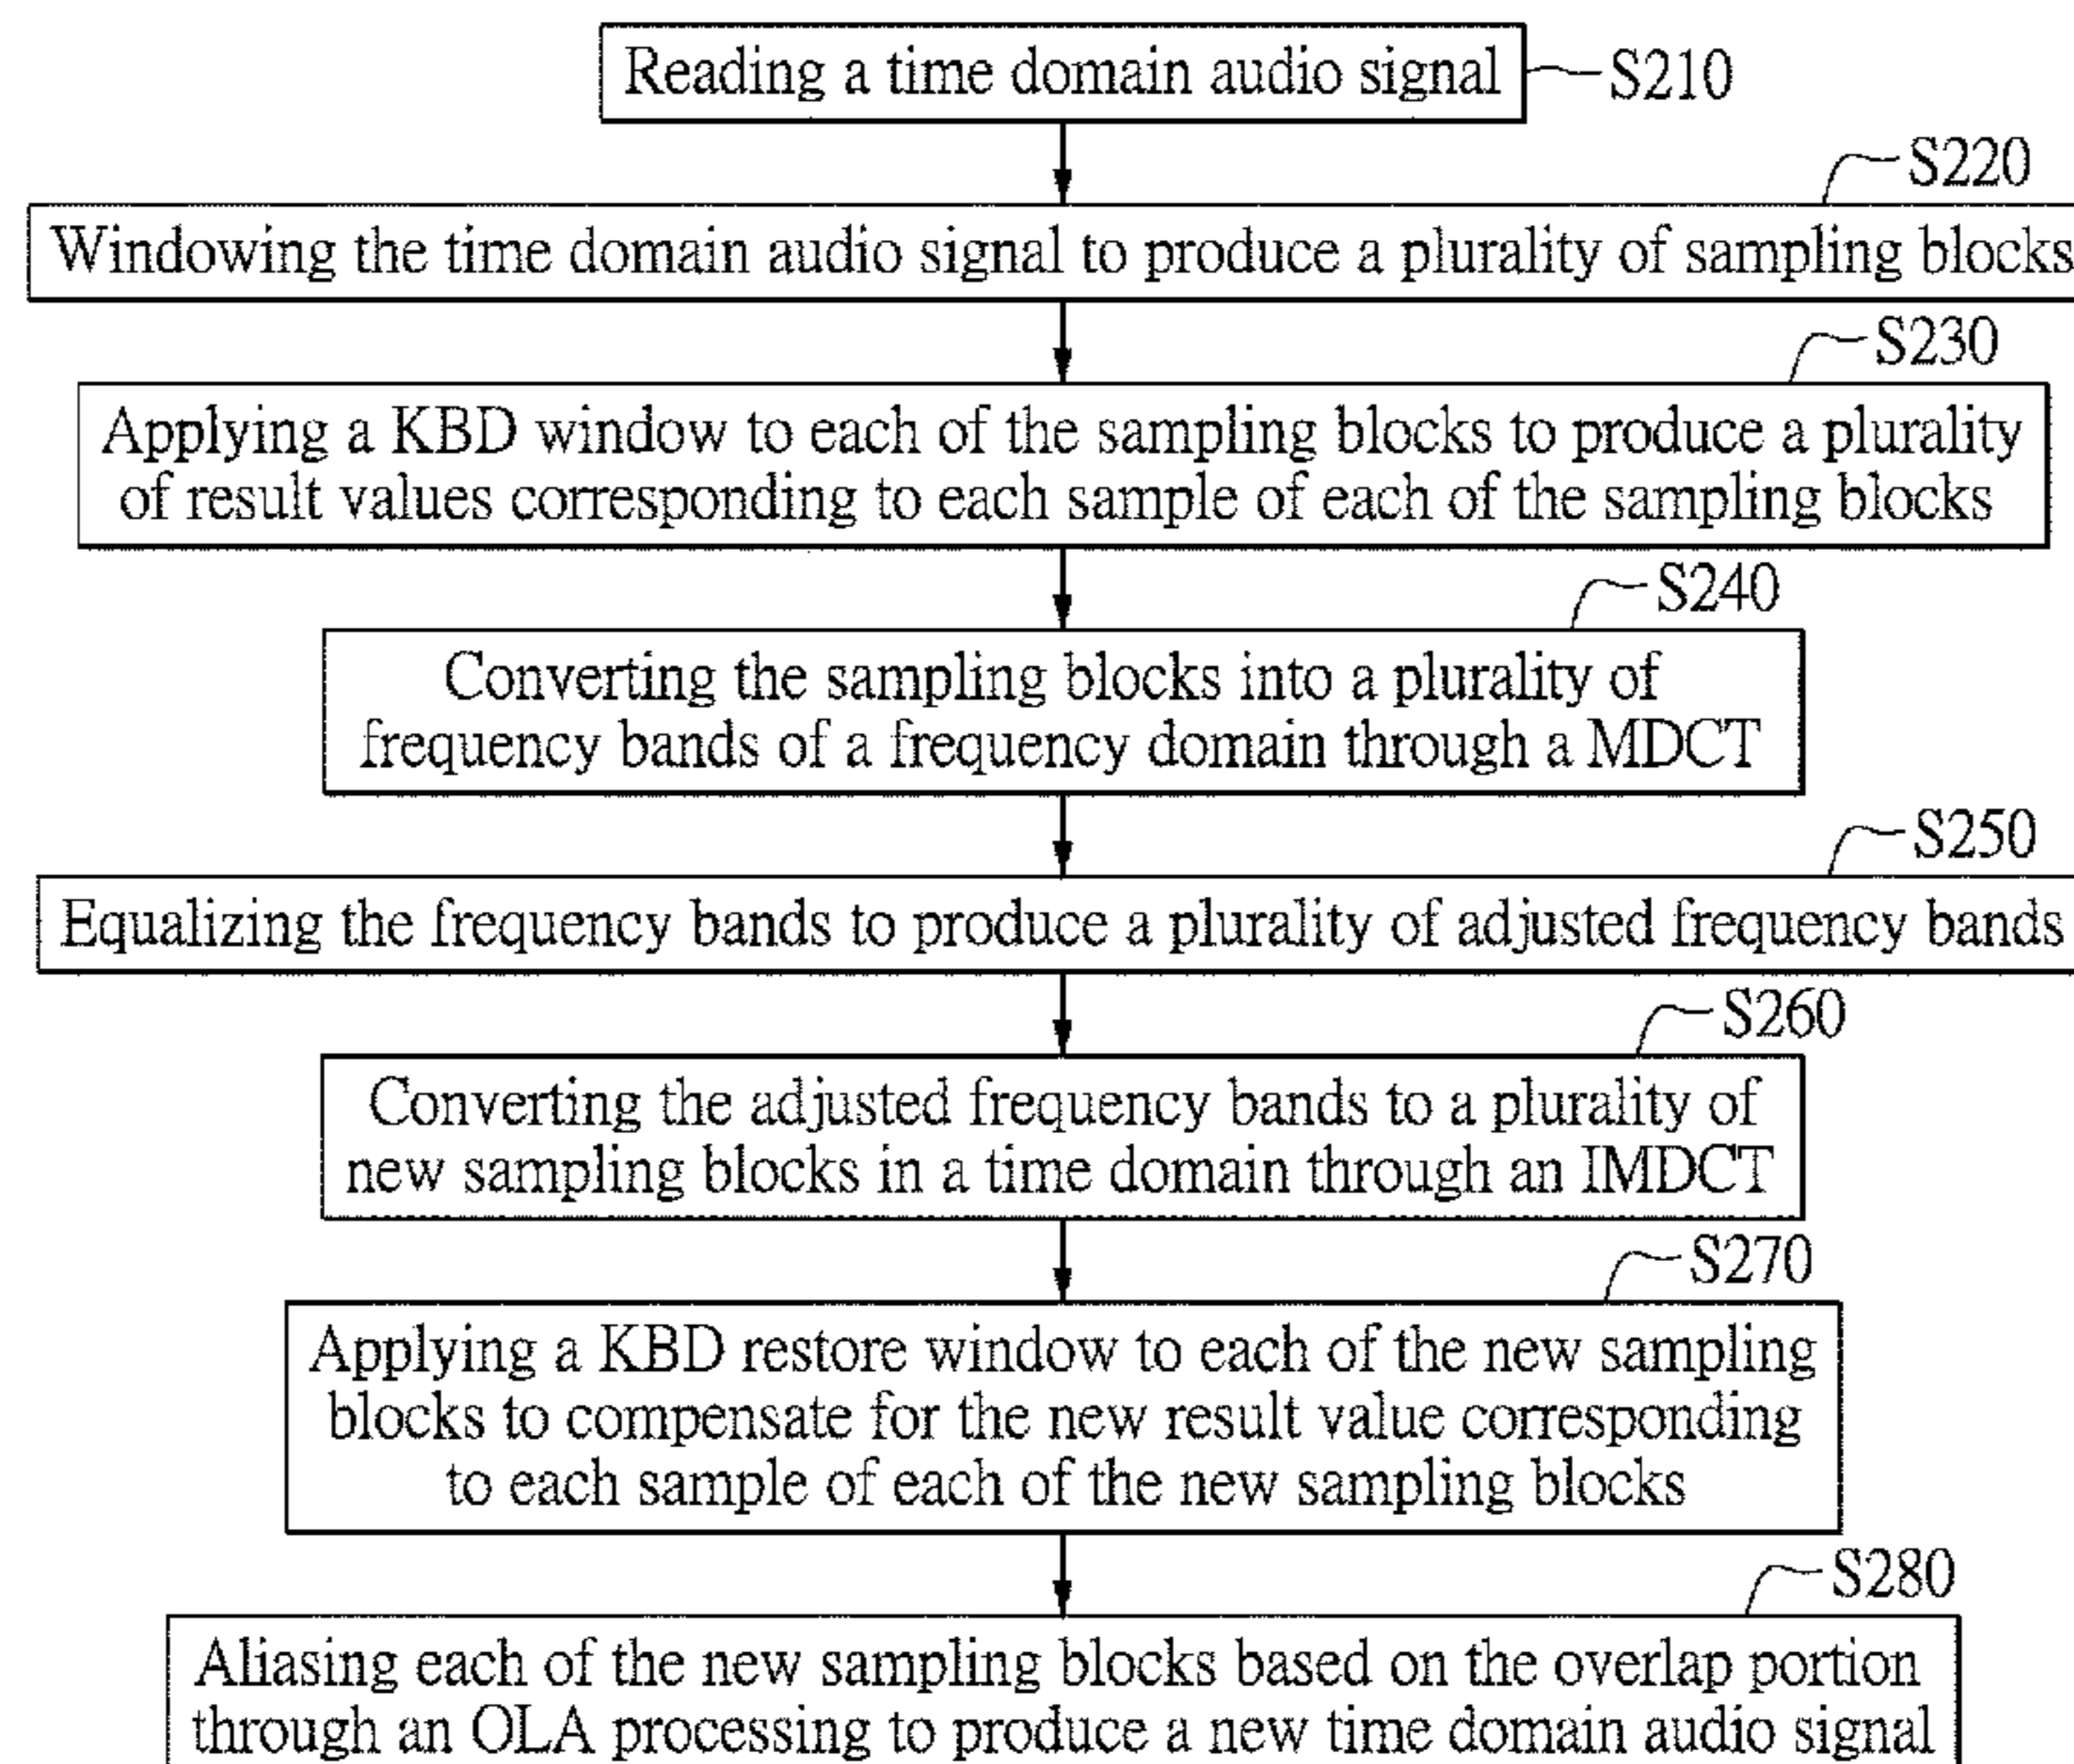 Reading a time domain audio signal
S210
S220
Windowing the time domain audio signal to produce a plurality of sampling blocks
S230
Applying a KBD window to each of the sampling blocks to produce a plurality
of result values corresponding to each sample of each of the sampling blocks
S240
Converting the sampling blocks into a plurality of
frequency bands of a frequency domain through a MDCT
S250
Equalizing the frequency bands to produce a plurality of adjusted frequency bands
S260
Converting the adjusted frequency bands to a plurality of
new sampling blocks in a time domain through an IMDCT
S270
Applying a KBD restore window to each of the new sampling
blocks to compensate for the new result value corresponding
to each sample of each of the new sampling blocks
S280
Aliasing each of the new sampling blocks based on the overlap portion
through an OLA processing to produce a new time domain audio signal